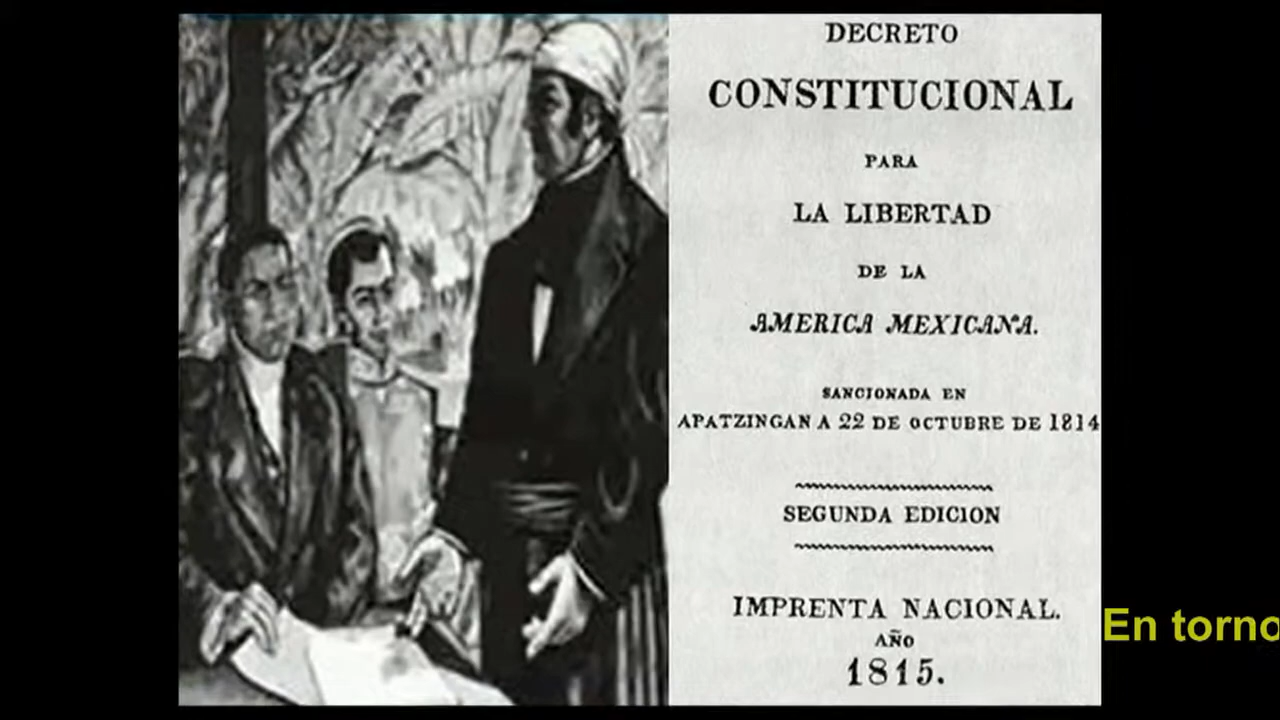 DECRETO
CONSTITUCIONAL
PARA
LA LIBERTAD
DE LA
AMERICA MEXICANA.
SANCIONADA EN
APATZINGAN A 22 DE OCTUBRE DE 1814
SEGUNDA EDICION
IMPRENTA NACIONAL.
AÑO
1815.
En torno